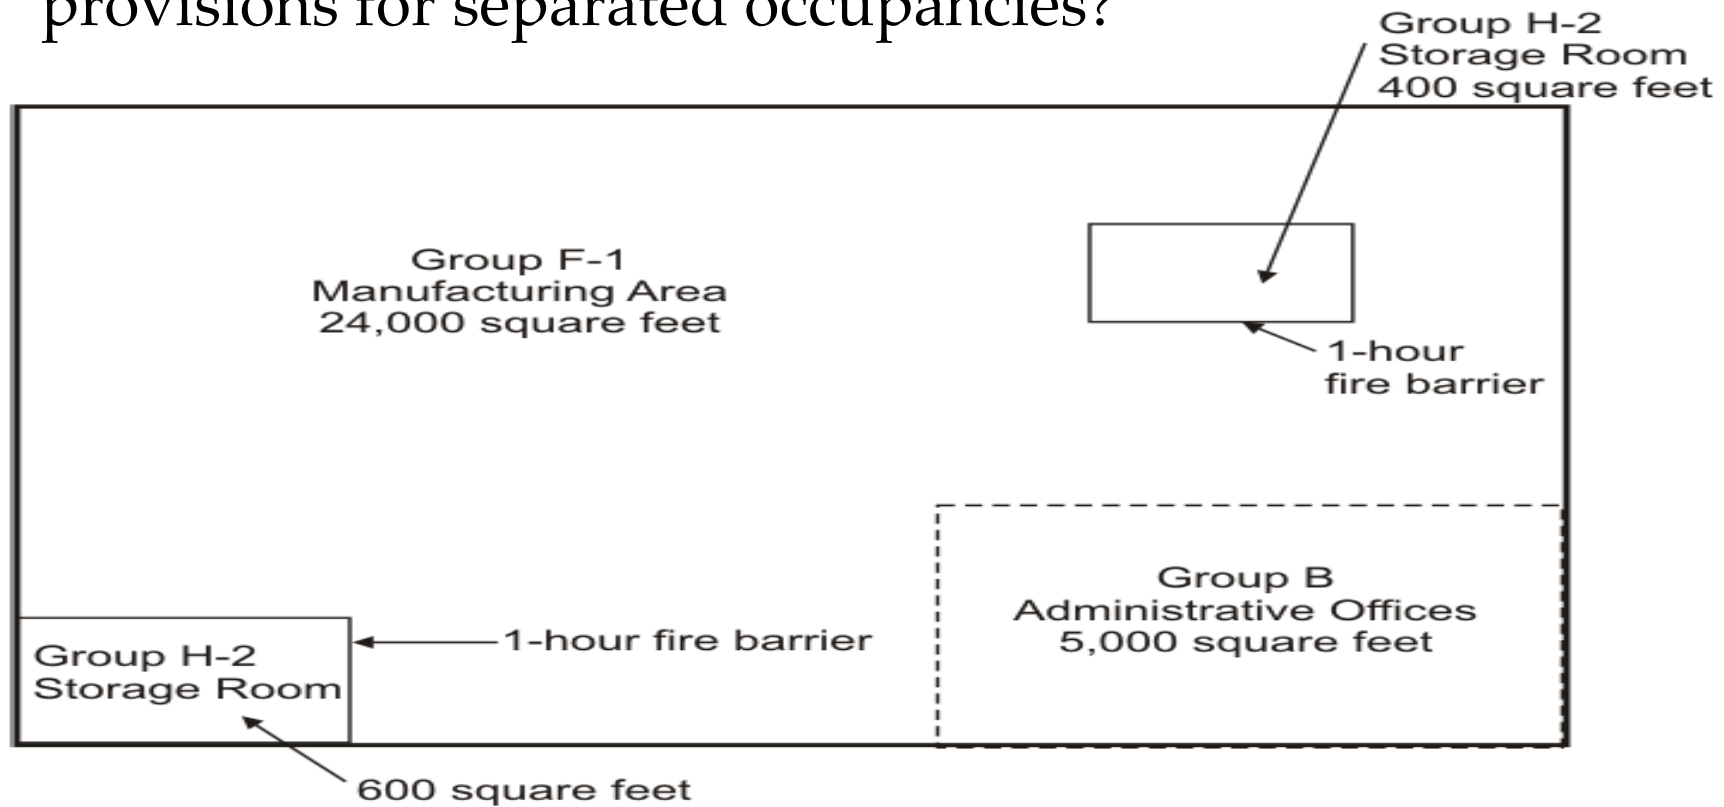 provisions for separated occupancies?
Group H-2
Storage Room
400 square feet
Group F-1
Manufacturing Area
24,000 square feet
1-hour
fire barrier
Group B
Administrative Offices
5,000 square feet
1-hour fire barrier
Group H-2
Storage Room
600 square feet